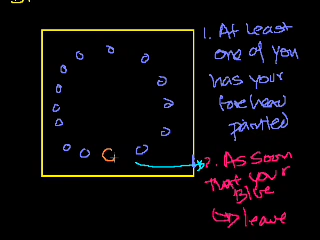 1. At least
one of you
has your
forehead
painted
2. As soon
that your
Blue
↳ leave